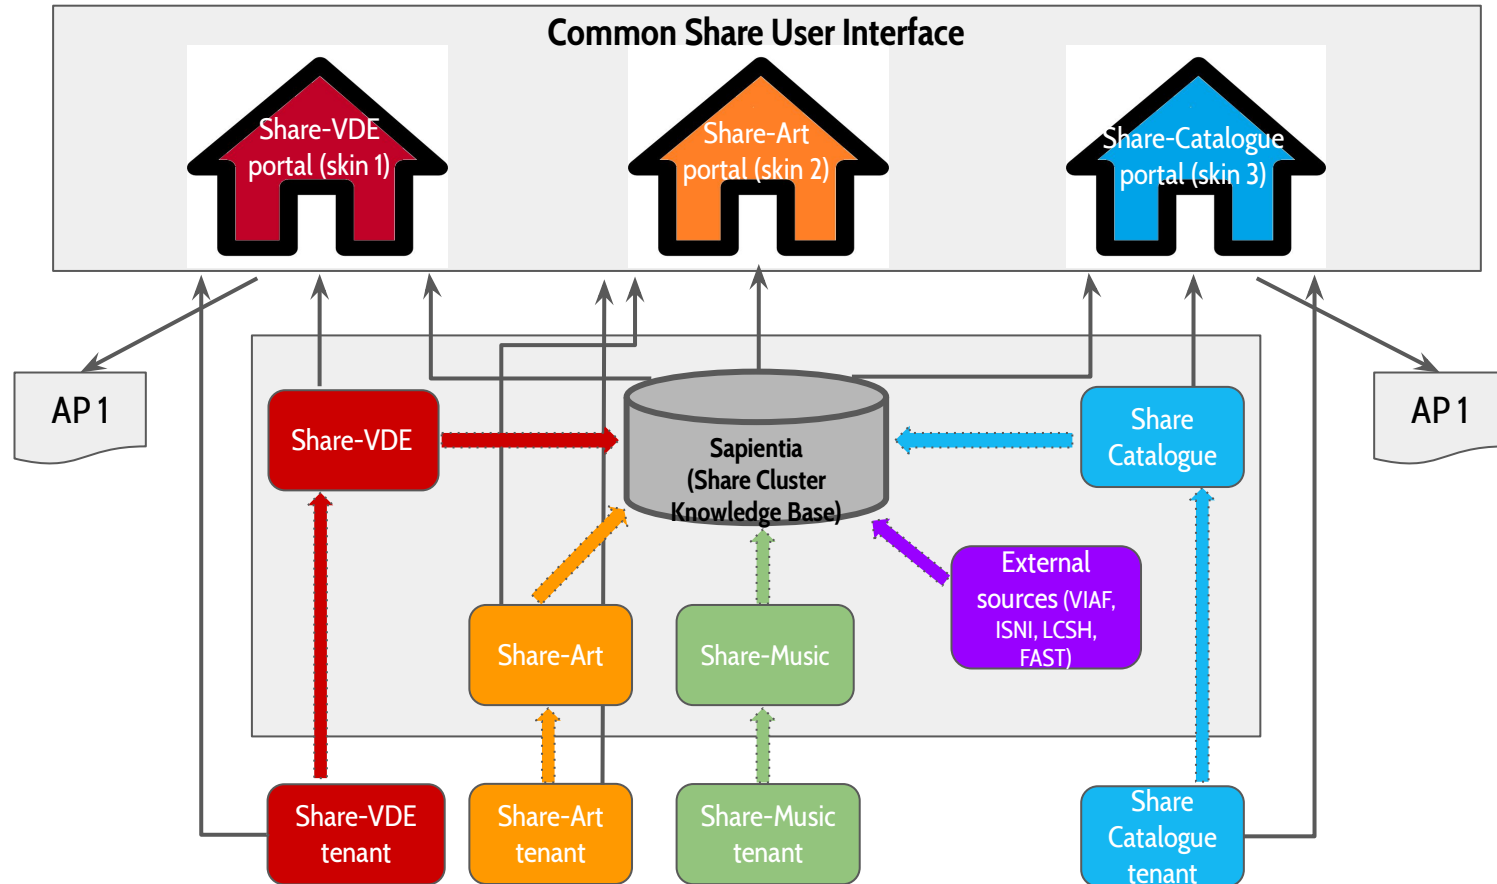 Common Share User Interface
Share-VDE
portal (skin 1)
Share-Art
portal (skin 2)
Share-Catalogue
portal (skin 3)
AP 1
AP 1
Share-VDE
Sapientia
(Share Cluster
Knowledge Base)
Share
Catalogue
External
sources (VIAF,
ISNI, LCSH,
FAST)
Share-Art
Share-Music
Share-VDE
tenant
Share-Art
tenant
Share-Music
tenant
Share
Catalogue
tenant